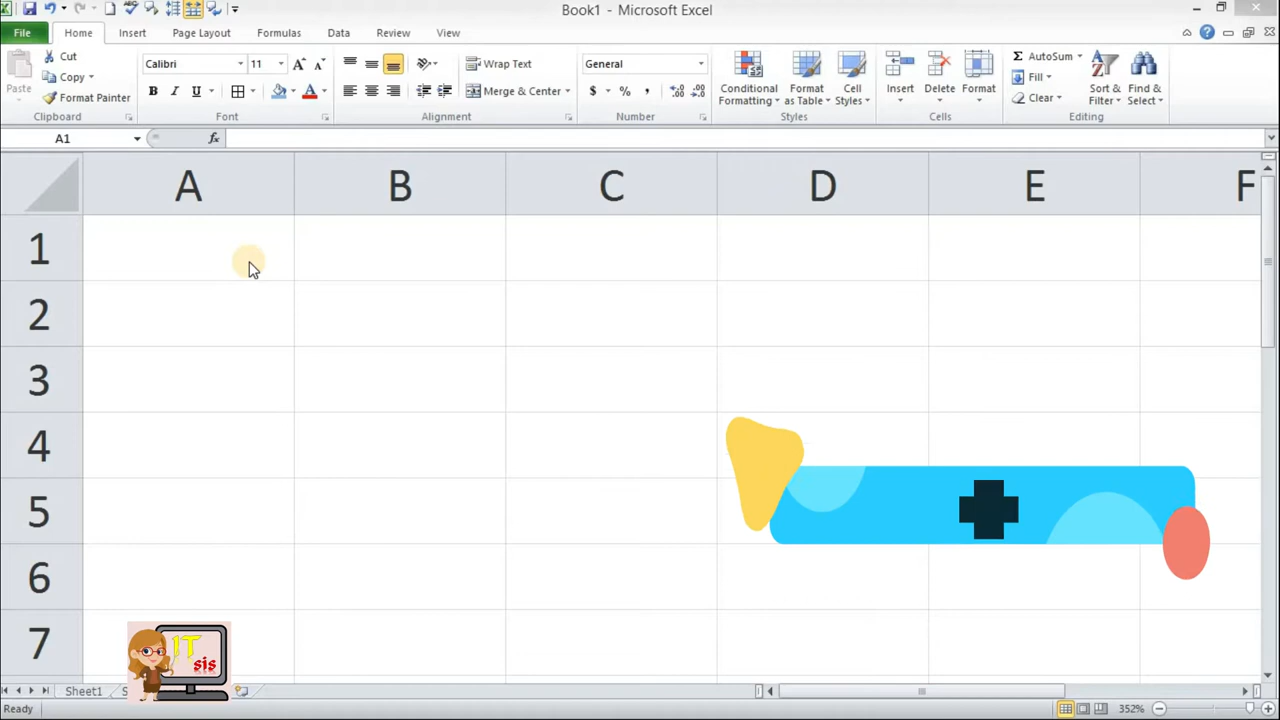 Book1 - Microsoft Excel
File Home Insert Page Layout Formulas Data Review View
Paste
Cut
Copy
Format Painter
Clipboard
Calibri 11
B I U
Font
Wrap Text
Merge & Center
Alignment
General
$ % ,
Number
Conditional Formatting
Format as Table
Cell Styles
Styles
Insert
Delete
Format
Cells
AutoSum
Fill
Clear
Sort & Filter
Find & Select
Editing
A1 fx
A B C D E F
1
2
3
4
5
6
7
IT
sis
Sheet1
Ready 352%